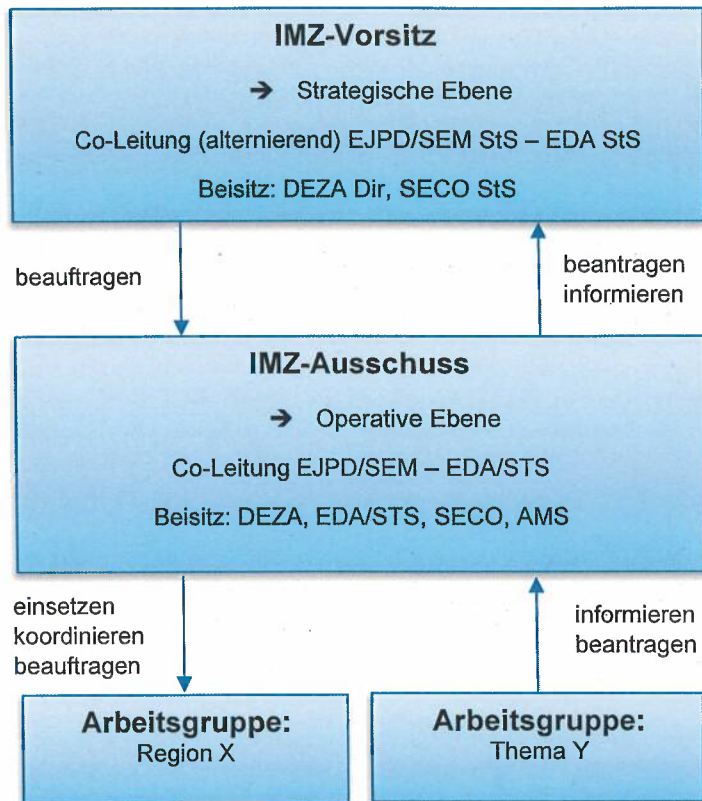 IMZ-Vorsitz
➔ Strategische Ebene
Co-Leitung (alternierend) EJPD/SEM StS – EDA StS
Beisitz: DEZA Dir, SECO StS
beauftragen
beantragen
informieren
IMZ-Ausschuss
➔ Operative Ebene
Co-Leitung EJPD/SEM – EDA/STS
Beisitz: DEZA, EDA/STS, SECO, AMS
einsetzen
koordinieren
beauftragen
informieren
beantragen
Arbeitsgruppe:
Region X
Arbeitsgruppe:
Thema Y